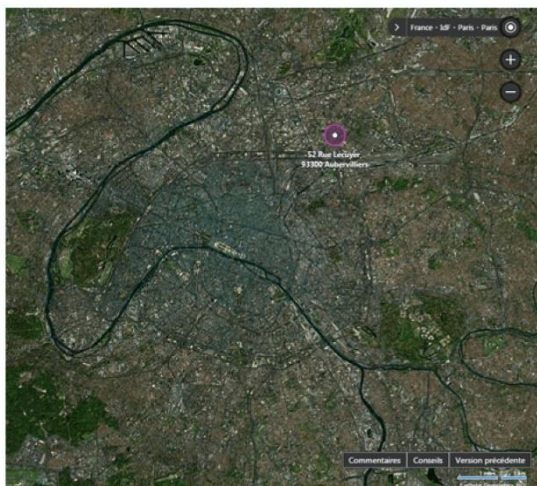 France - IdF - Paris - Paris
52 Rue Lécuyer
93300 Aubervilliers
Commentaires Conseils Version précédente